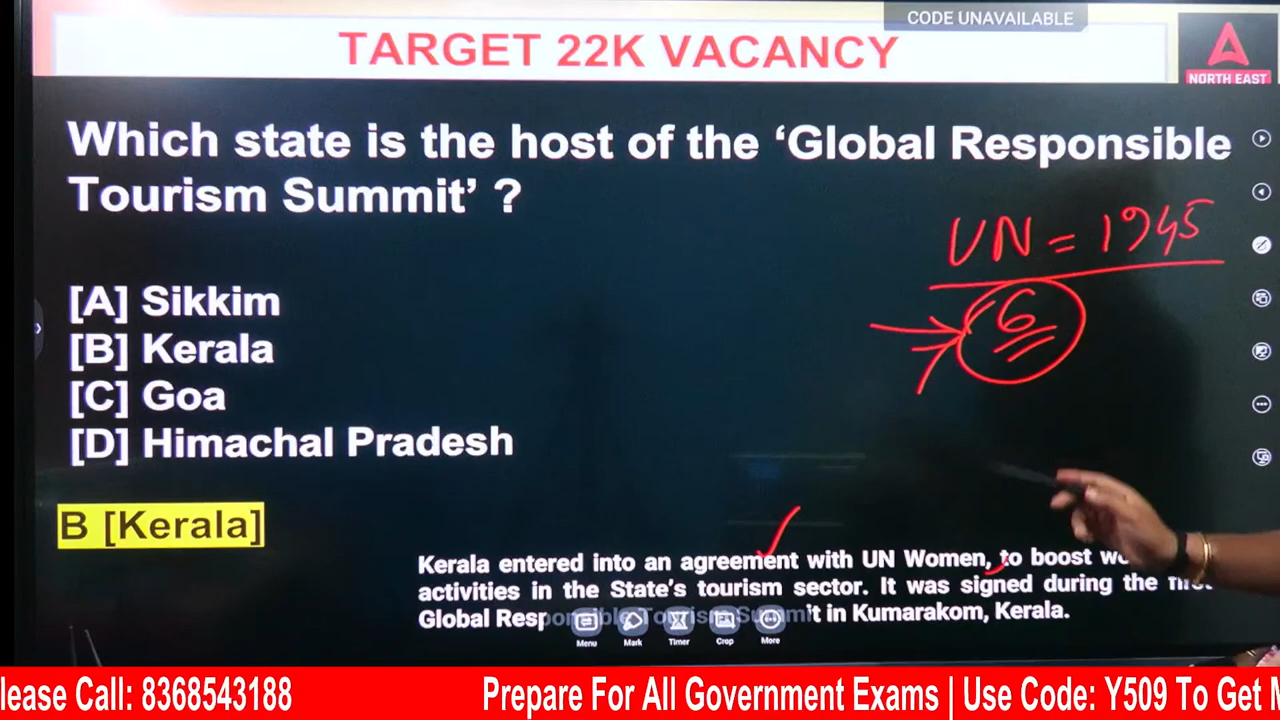 CODE UNAVAILABLE
TARGET 22K VACANCY
NORTH EAST
Which state is the host of the ‘Global Responsible
Tourism Summit’ ?
UN = 1945
6
[A] Sikkim
[B] Kerala
[C] Goa
[D] Himachal Pradesh
B [Kerala]
Kerala entered into an agreement with UN Women, to boost
activities in the State's tourism sector. It was signed during the
Global Responsible Tourism Summit in Kumarakom, Kerala.
Menu Mark Timer Crop More
lease Call: 8368543188 Prepare For All Government Exams | Use Code: Y509 To Get